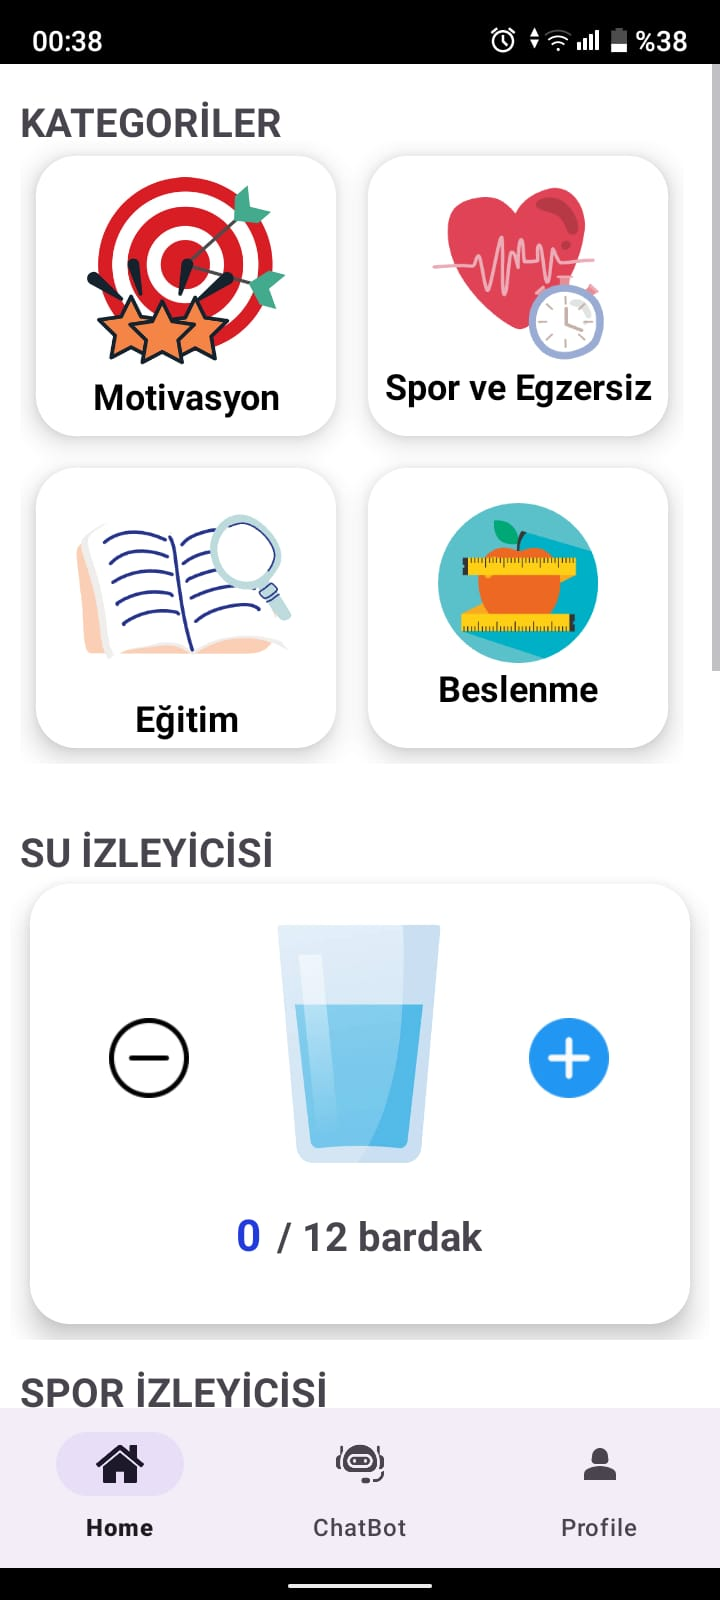 00:38
%38
KATEGORİLER
Motivasyon
Spor ve Egzersiz
Eğitim
Beslenme
SU İZLEYİCİSİ
0 / 12 bardak
SPOR İZLEYİCİSİ
Home
ChatBot
Profile